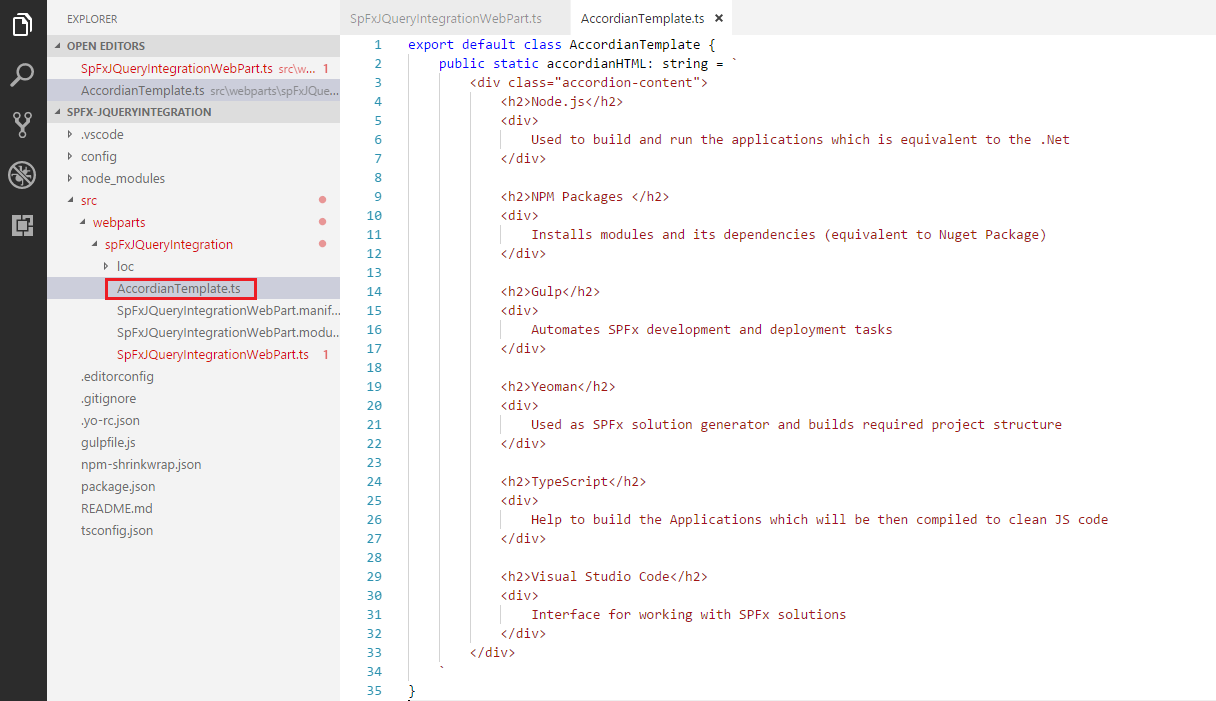 EXPLORER
OPEN EDITORS
SpFxJQueryIntegrationWebPart.ts src\w... 1
AccordianTemplate.ts src\webparts\spFxJQue...
SPFX-JQUERYINTEGRATION
.vscode
config
node_modules
src
webparts
spFxJQueryIntegration
loc
AccordianTemplate.ts
SpFxJQueryIntegrationWebPart.manif...
SpFxJQueryIntegrationWebPart.modu...
SpFxJQueryIntegrationWebPart.ts 1
.editorconfig
.gitignore
.yo-rc.json
gulpfile.js
npm-shrinkwrap.json
package.json
README.md
tsconfig.json
SpFxJQueryIntegrationWebPart.ts AccordianTemplate.ts ×
1 export default class AccordianTemplate {
2 public static accordianHTML: string = `
3 <div class="accordion-content">
4 <h2>Node.js</h2>
5 <div>
6 Used to build and run the applications which is equivalent to the .Net
7 </div>
8
9 <h2>NPM Packages </h2>
10 <div>
11 Installs modules and its dependencies (equivalent to Nuget Package)
12 </div>
13
14 <h2>Gulp</h2>
15 <div>
16 Automates SPFx development and deployment tasks
17 </div>
18
19 <h2>Yeoman</h2>
20 <div>
21 Used as SPFx solution generator and builds required project structure
22 </div>
23
24 <h2>TypeScript</h2>
25 <div>
26 Help to build the Applications which will be then compiled to clean JS code
27 </div>
28
29 <h2>Visual Studio Code</h2>
30 <div>
31 Interface for working with SPFx solutions
32 </div>
33 </div>
34 `
35 }